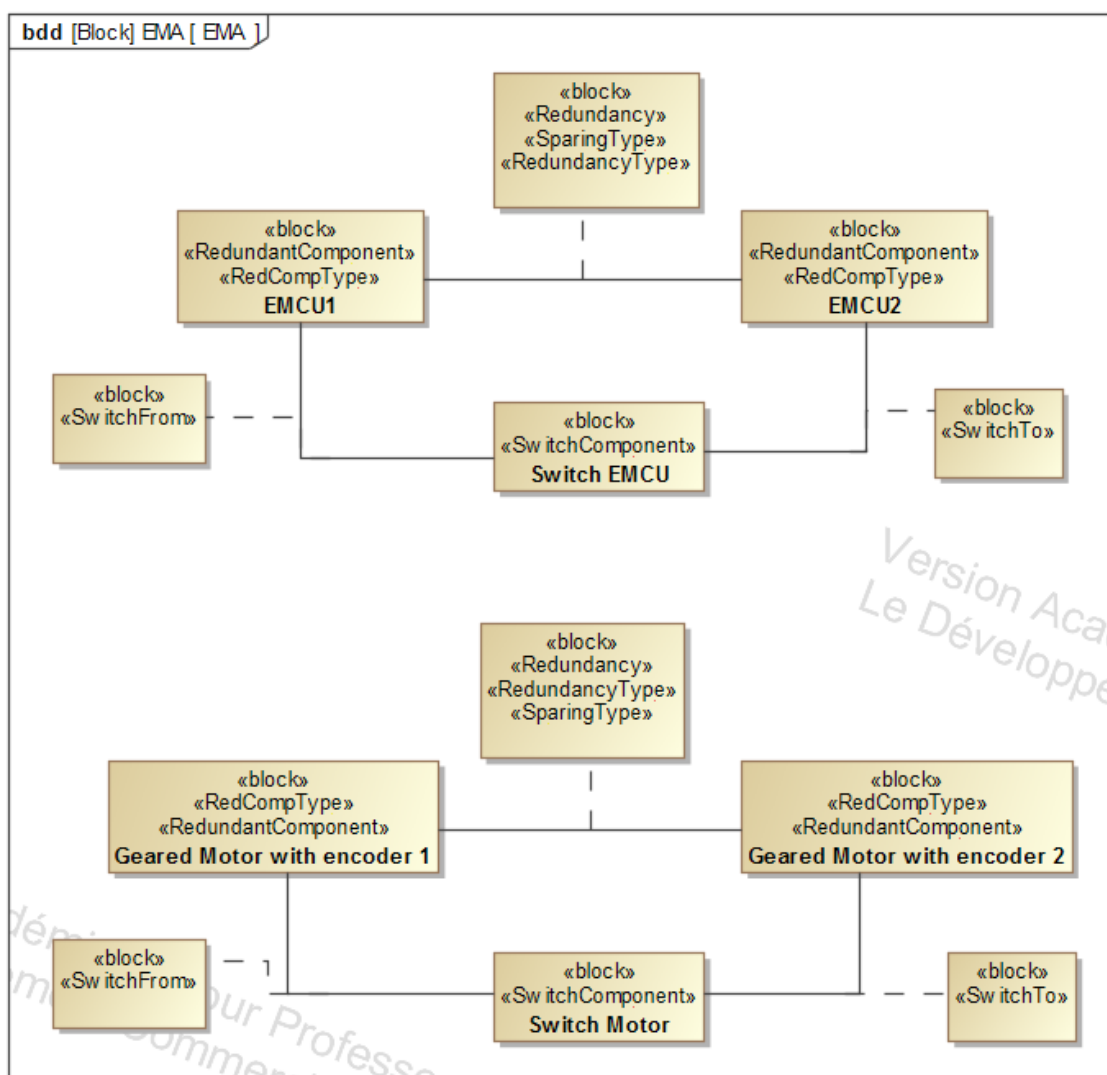 bdd [Block] EMA [ EMA ]
«block»
«Redundancy»
«SparingType»
«RedundancyType»
«block»
«RedundantComponent»
«RedCompType»
EMCU1
«block»
«RedundantComponent»
«RedCompType»
EMCU2
«block»
«SwitchFrom»
«block»
«SwitchComponent»
Switch EMCU
«block»
«SwitchTo»
Version Aca
Le Développe
«block»
«Redundancy»
«RedundancyType»
«SparingType»
«block»
«RedCompType»
«RedundantComponent»
Geared Motor with encoder 1
«block»
«RedCompType»
«RedundantComponent»
Geared Motor with encoder 2
«block»
«SwitchFrom»
«block»
«SwitchComponent»
Switch Motor
«block»
«SwitchTo»